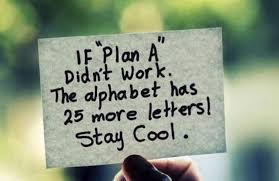 IF "Plan A"
Didn't work.
The alphabet has
25 more letters!
Stay Cool.